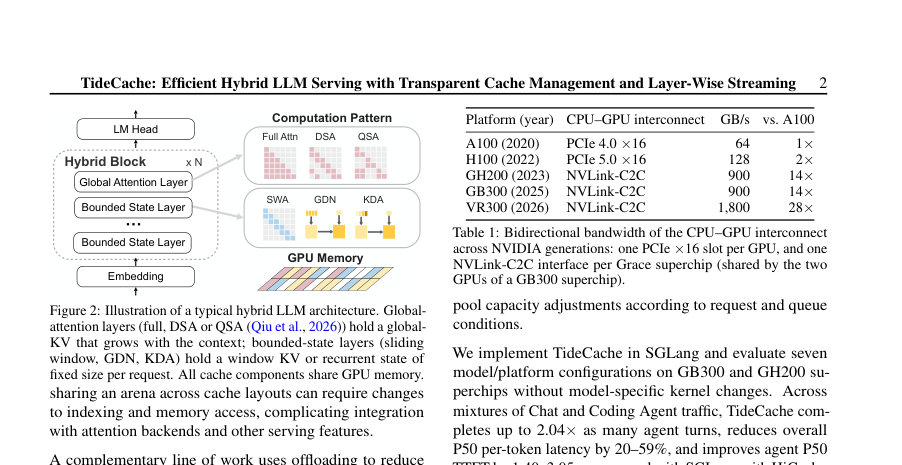 TideCache: Efficient Hybrid LLM Serving with Transparent Cache Management and Layer-Wise Streaming 2
LM Head
Hybrid Block x N
Global Attention Layer
Bounded State Layer
...
Bounded State Layer
Embedding
Computation Pattern
Full Attn DSA QSA
SWA GDN KDA
GPU Memory
Figure 2: Illustration of a typical hybrid LLM architecture. Global-
attention layers (full, DSA or QSA (Qiu et al., 2026)) hold a global-
KV that grows with the context; bounded-state layers (sliding
window, GDN, KDA) hold a window KV or recurrent state of
fixed size per request. All cache components share GPU memory.
sharing an arena across cache layouts can require changes
to indexing and memory access, complicating integration
with attention backends and other serving features.
A complementary line of work uses offloading to reduce
Platform (year) CPU–GPU interconnect GB/s vs. A100
A100 (2020) PCIe 4.0 ×16 64 1×
H100 (2022) PCIe 5.0 ×16 128 2×
GH200 (2023) NVLink-C2C 900 14×
GB300 (2025) NVLink-C2C 900 14×
VR300 (2026) NVLink-C2C 1,800 28×
Table 1: Bidirectional bandwidth of the CPU–GPU interconnect
across NVIDIA generations: one PCIe ×16 slot per GPU, and one
NVLink-C2C interface per Grace superchip (shared by the two
GPUs of a GB300 superchip).
pool capacity adjustments according to request and queue
conditions.
We implement TideCache in SGLang and evaluate seven
model/platform configurations on GB300 and GH200 su-
perchips without model-specific kernel changes. Across
mixtures of Chat and Coding Agent traffic, TideCache com-
pletes up to 2.04× as many agent turns, reduces overall
P50 per-token latency by 20–59%, and improves agent P50